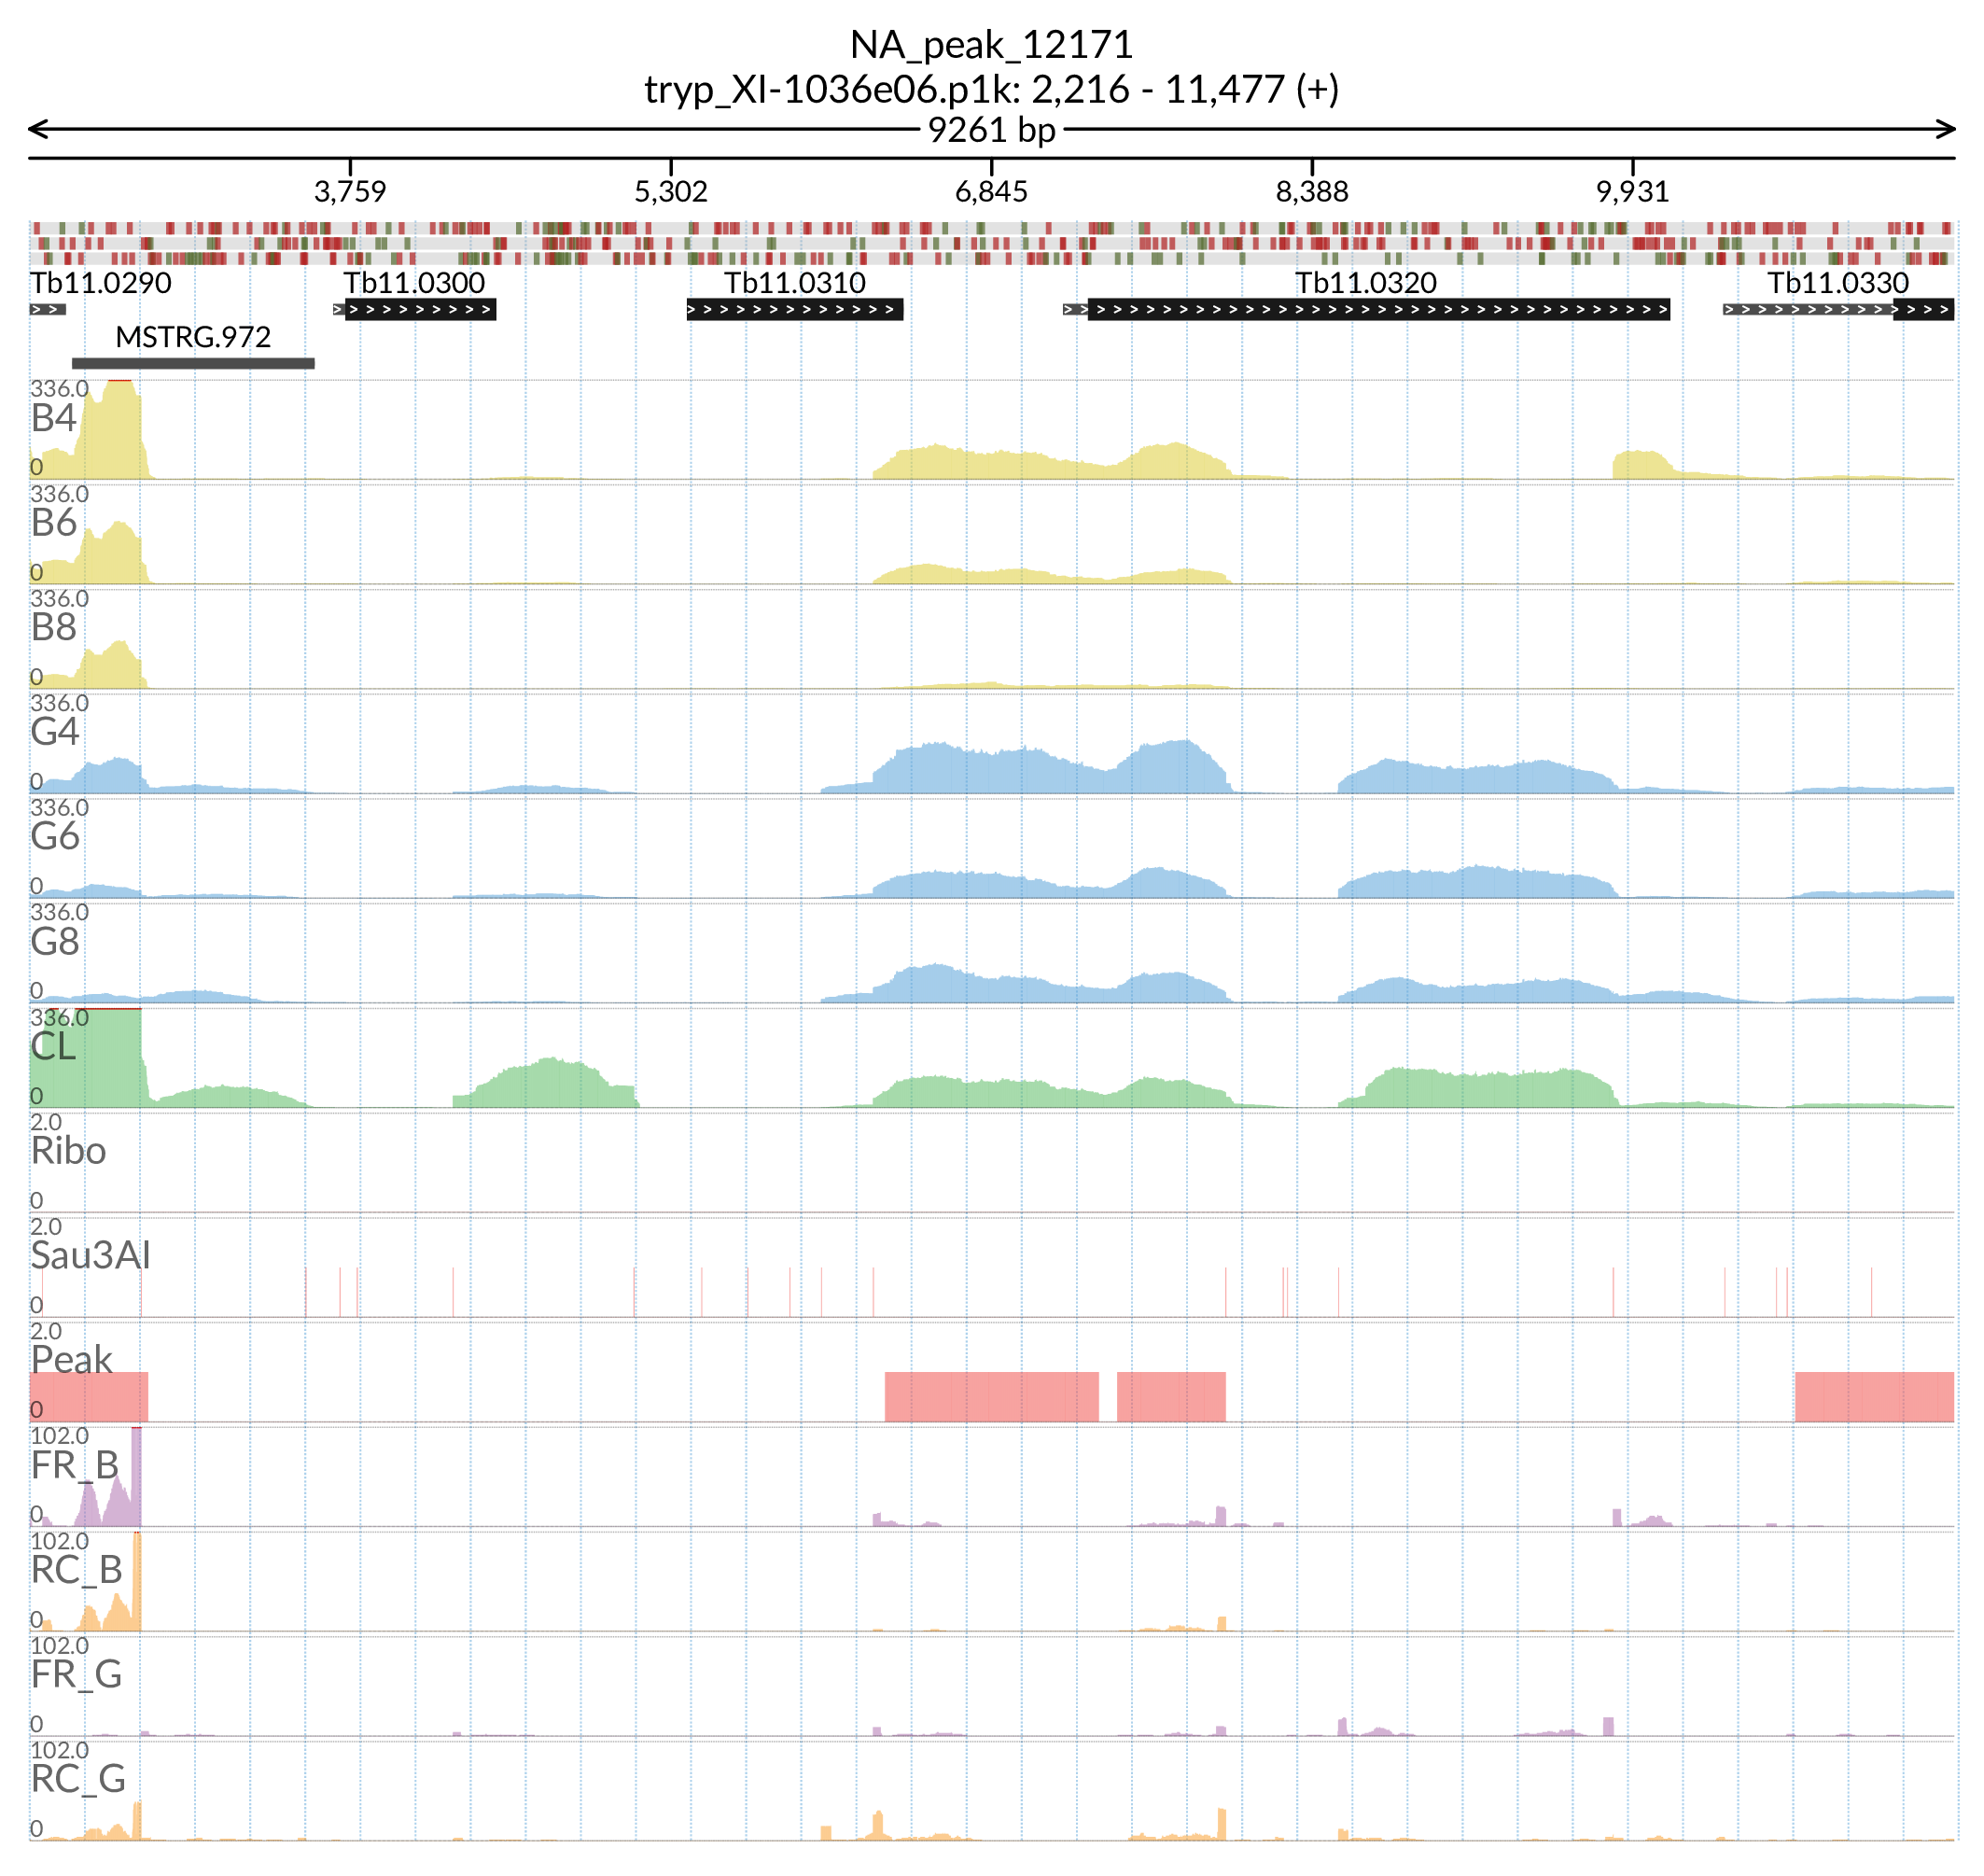 NA_peak_12171
tryp_XI-1036e06.p1k: 2,216 - 11,477 (+)
9261 bp
3,759 5,302 6,845 8,388 9,931
Tb11.0290 Tb11.0300 Tb11.0310 Tb11.0320 Tb11.0330
MSTRG.972
336.0
B4
0
336.0
B6
0
336.0
B8
0
336.0
G4
0
336.0
G6
0
336.0
G8
0
336.0
CL
0
2.0
Ribo
0
2.0
Sau3AI
0
2.0
Peak
0
102.0
FR_B
0
102.0
RC_B
0
102.0
FR_G
0
102.0
RC_G
0